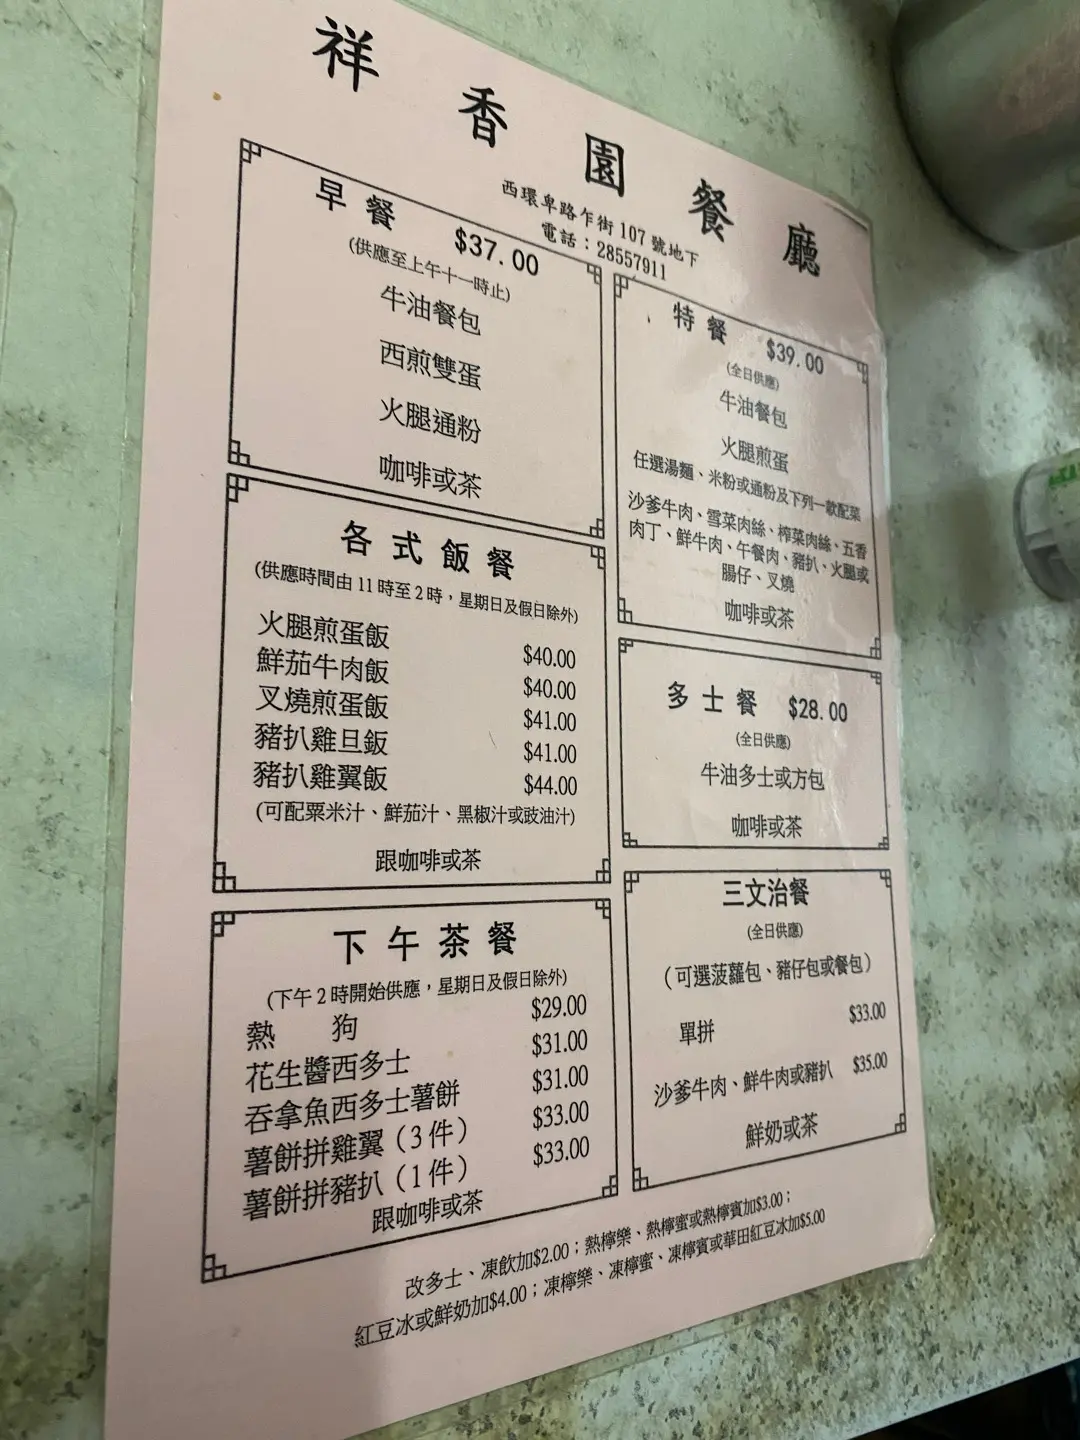 祥香園餐廳
西環卑路乍街 107 號地下
電話：28557911
早餐 $37.00
(供應至上午十一時止)
牛油餐包
西煎雙蛋
火腿通粉
咖啡或茶
各式飯餐
(供應時間由 11 時至 2 時，星期日及假日除外)
火腿煎蛋飯 $40.00
鮮茄牛肉飯 $40.00
叉燒煎蛋飯 $41.00
豬扒雞旦飯 $41.00
豬扒雞翼飯 $44.00
(可配粟米汁、鮮茄汁、黑椒汁或豉油汁)
跟咖啡或茶
下午茶餐
(下午 2 時開始供應，星期日及假日除外)
熱狗 $29.00
花生醬西多士 $31.00
吞拿魚西多士薯餅 $31.00
薯餅拼雞翼（3 件） $33.00
薯餅拼豬扒（1 件） $33.00
跟咖啡或茶
特餐 $39.00
(全日供應)
牛油餐包
火腿煎蛋
任選湯麵、米粉或通粉及下列一款配菜
沙爹牛肉、雪菜肉絲、榨菜肉絲、五香
肉丁、鮮牛肉、午餐肉、豬扒、火腿或
腸仔、叉燒
咖啡或茶
多士餐 $28.00
(全日供應)
牛油多士或方包
咖啡或茶
三文治餐
(全日供應)
（可選菠蘿包、豬仔包或餐包）
單拼 $33.00
沙爹牛肉、鮮牛肉或豬扒 $35.00
鮮奶或茶
改多士、凍飲加$2.00；熱檸樂、熱檸蜜或熱檸賓加$3.00；
紅豆冰或鮮奶加$4.00；凍檸樂、凍檸蜜、凍檸賓或華田紅豆冰加$5.00